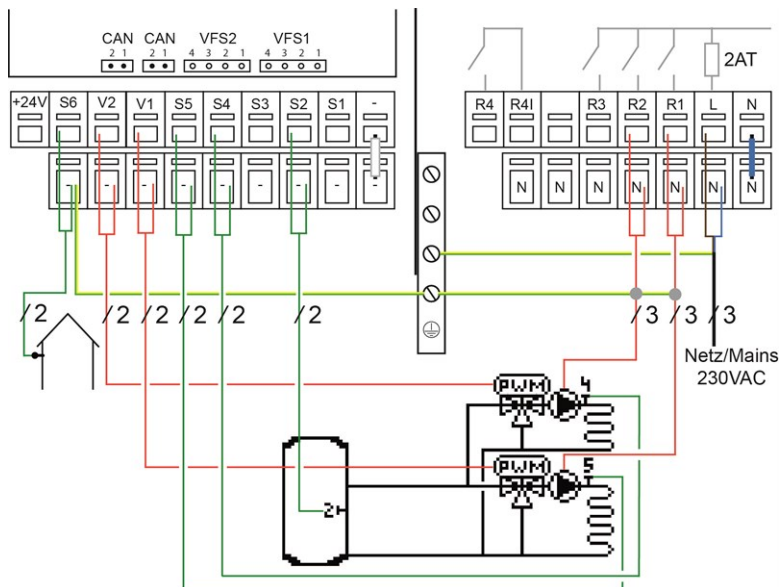 CAN CAN VFS2 VFS1
2 1 2 1 4 3 2 1 4 3 2 1
2AT
+24V S6 V2 V1 S5 S4 S3 S2 S1 - R4 R4I R3 R2 R1 L N
- - - - - - - - - N N N N N N
/2 /2 /2 /2 /2 /2 /3 /3 /3
Netz/Mains
230VAC
PWM 4
PWM 5
2